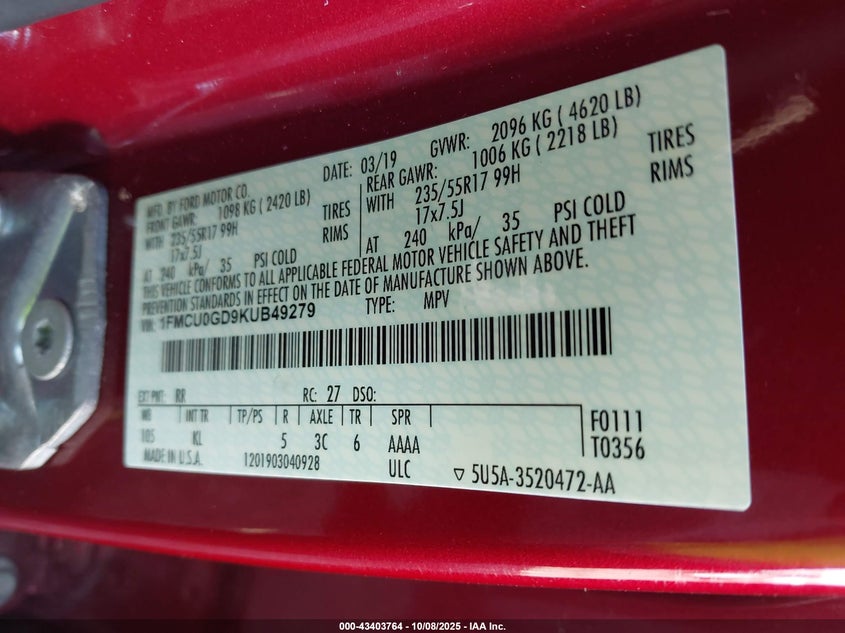 MFD. BY FORD MOTOR CO.
DATE: 03/19 GVWR: 2096 KG ( 4620 LB)
FRONT GAWR: 1098 KG ( 2420 LB)
REAR GAWR: 1006 KG ( 2218 LB)
WITH 235/55R17 99H TIRES
WITH 235/55R17 99H TIRES
17x7.5J RIMS
17x7.5J RIMS
AT 240 kPa/ 35 PSI COLD
AT 240 kPa/ 35 PSI COLD
THIS VEHICLE CONFORMS TO ALL APPLICABLE FEDERAL MOTOR VEHICLE SAFETY AND THEFT
PREVENTION STANDARDS IN EFFECT ON THE DATE OF MANUFACTURE SHOWN ABOVE.
VIN: 1FMCU0GD9KUB49279 TYPE: MPV
EXT PNT: RR RC: 27 DSO:
WB INT TR TP/PS R AXLE TR SPR
105 KL 5 3C 6 AAAA
F0111
T0356
MADE IN U.S.A. 1201903040928 ULC
▽ 5U5A-3520472-AA
000-43403764 - 10/08/2025 - IAA Inc.